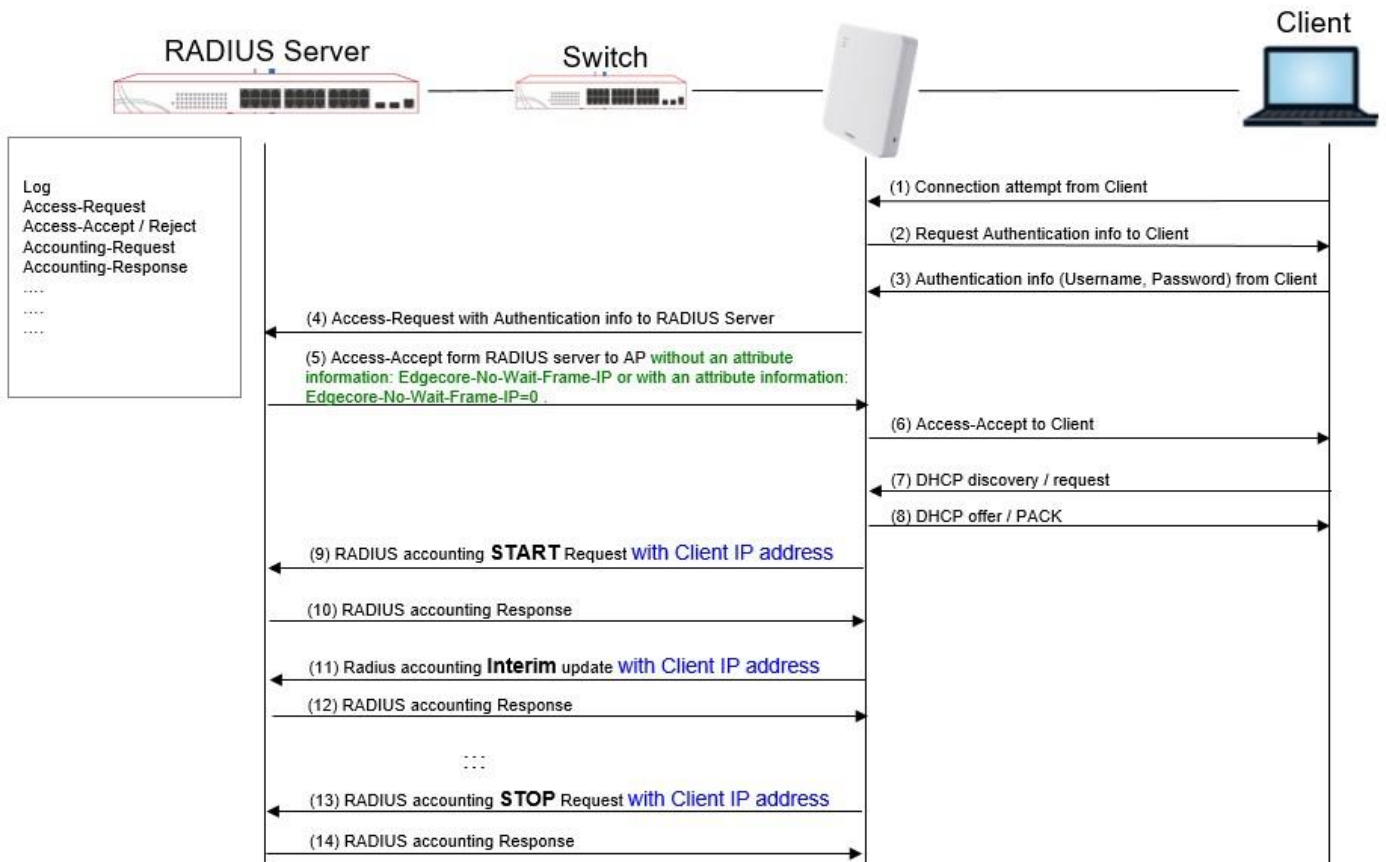 RADIUS Server
Switch
Client
Log
Access-Request
Access-Accept / Reject
Accounting-Request
Accounting-Response
....
....
....
(1) Connection attempt from Client
(2) Request Authentication info to Client
(3) Authentication info (Username, Password) from Client
(4) Access-Request with Authentication info to RADIUS Server
(5) Access-Accept form RADIUS server to AP without an attribute
information: Edgecore-No-Wait-Frame-IP or with an attribute information:
Edgecore-No-Wait-Frame-IP=0 .
(6) Access-Accept to Client
(7) DHCP discovery / request
(8) DHCP offer / PACK
(9) RADIUS accounting START Request with Client IP address
(10) RADIUS accounting Response
(11) Radius accounting Interim update with Client IP address
(12) RADIUS accounting Response
(13) RADIUS accounting STOP Request with Client IP address
(14) RADIUS accounting Response